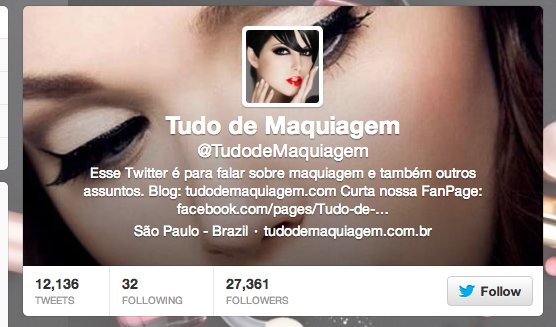 Tudo de Maquiagem
@TudodeMaquiagem
Esse Twitter é para falar sobre maquiagem e também outros
assuntos. Blog: tudodemaquiagem.com Curta nossa FanPage:
facebook.com/pages/Tudo-de-...
São Paulo - Brazil · tudodemaquiagem.com.br
12,136 32 27,361
TWEETS FOLLOWING FOLLOWERS
Follow